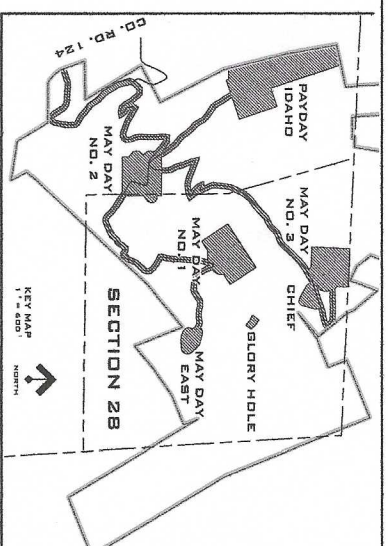 CO. RD. 124
PAYDAY
IDAHO
MAY DAY
NO. 2
MAY DAY
NO. 3
CHIEF
MAY DAY
NO. 1
GLORY HOLE
MAY DAY
EAST
SECTION 28
KEY MAP
1" = 600'
NORTH